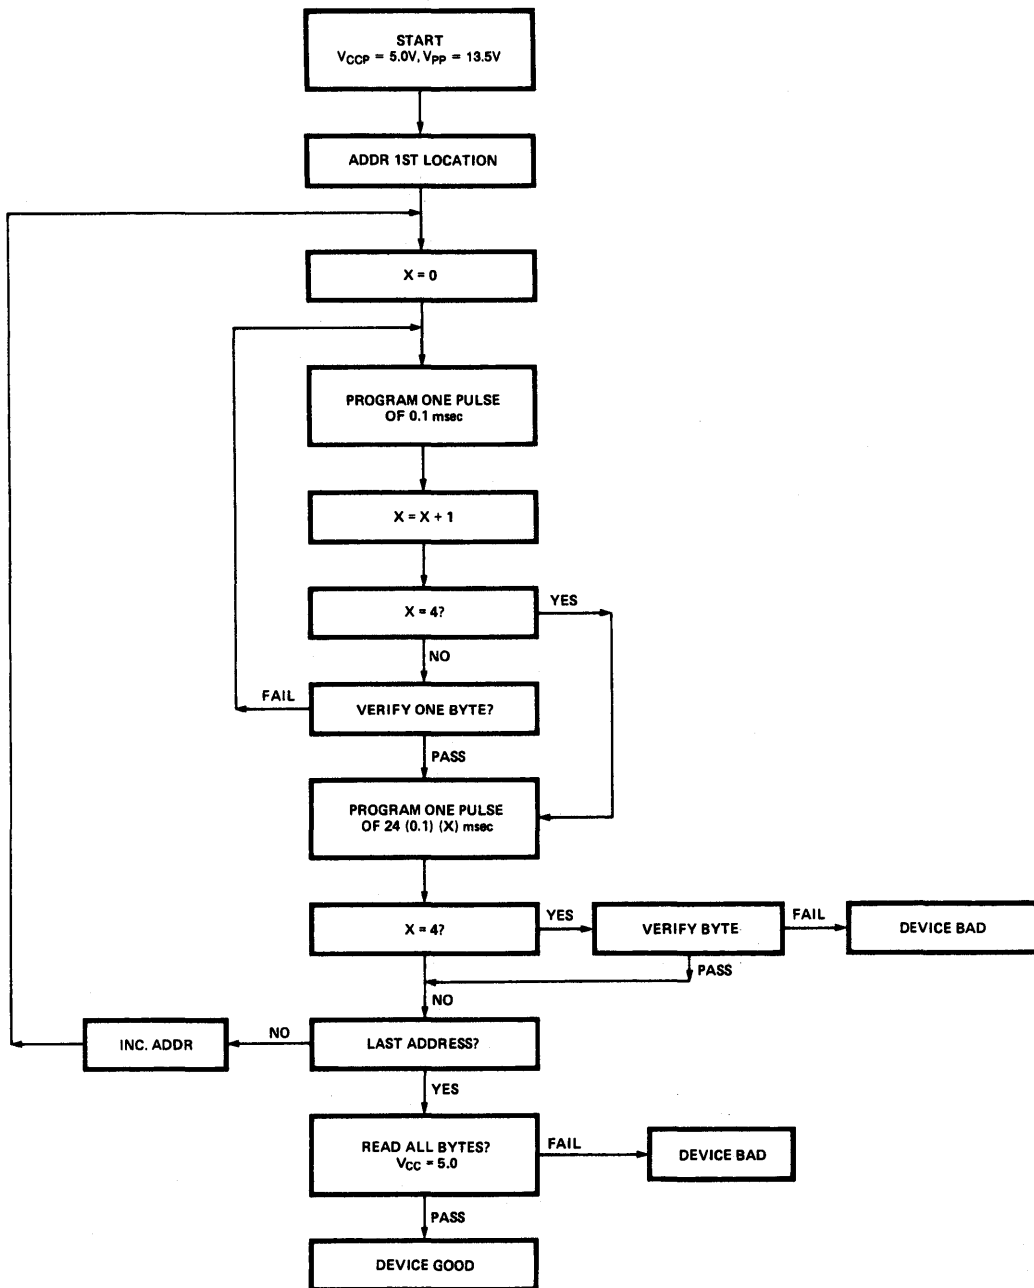 START
VCCP = 5.0V, VPP = 13.5V
ADDR 1ST LOCATION
X = 0
PROGRAM ONE PULSE
OF 0.1 msec
X = X + 1
X = 4?
YES
NO
FAIL
VERIFY ONE BYTE?
PASS
PROGRAM ONE PULSE
OF 24 (0.1) (X) msec
X = 4?
YES
VERIFY BYTE
FAIL
DEVICE BAD
PASS
NO
INC. ADDR
NO
LAST ADDRESS?
YES
READ ALL BYTES?
VCC = 5.0
FAIL
DEVICE BAD
PASS
DEVICE GOOD